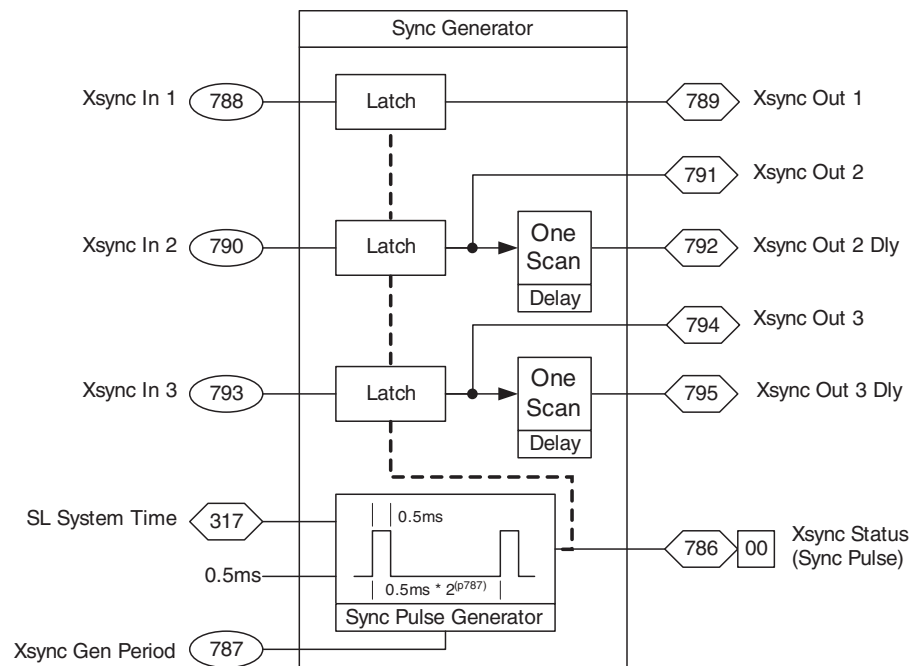 Sync Generator
Xsync In 1
788
Latch
789
Xsync Out 1
791
Xsync Out 2
Xsync In 2
790
Latch
One
Scan
Delay
792
Xsync Out 2 Dly
794
Xsync Out 3
Xsync In 3
793
Latch
One
Scan
Delay
795
Xsync Out 3 Dly
SL System Time
317
0.5ms
0.5ms
0.5ms * 2^(p787)
Sync Pulse Generator
786
00
Xsync Status
(Sync Pulse)
Xsync Gen Period
787